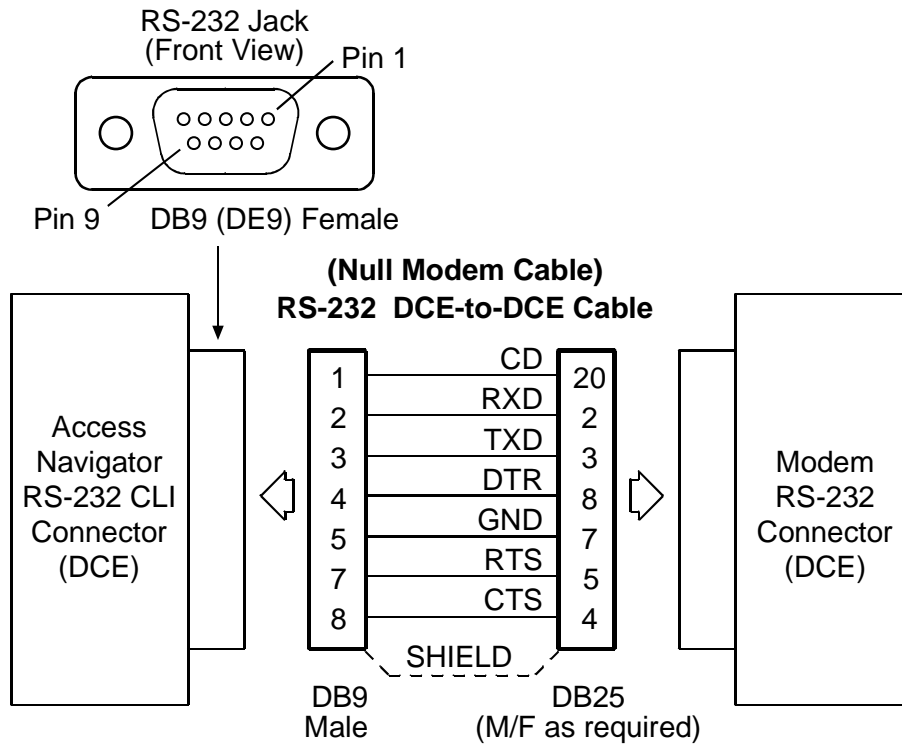 RS-232 Jack
(Front View)
Pin 1
Pin 9
DB9 (DE9) Female
(Null Modem Cable)
RS-232 DCE-to-DCE Cable
Access
Navigator
RS-232 CLI
Connector
(DCE)
1 CD 20
2 RXD 2
3 TXD 3
4 DTR 8
5 GND 7
7 RTS 5
8 CTS 4
SHIELD
DB9
Male
DB25
(M/F as required)
Modem
RS-232
Connector
(DCE)